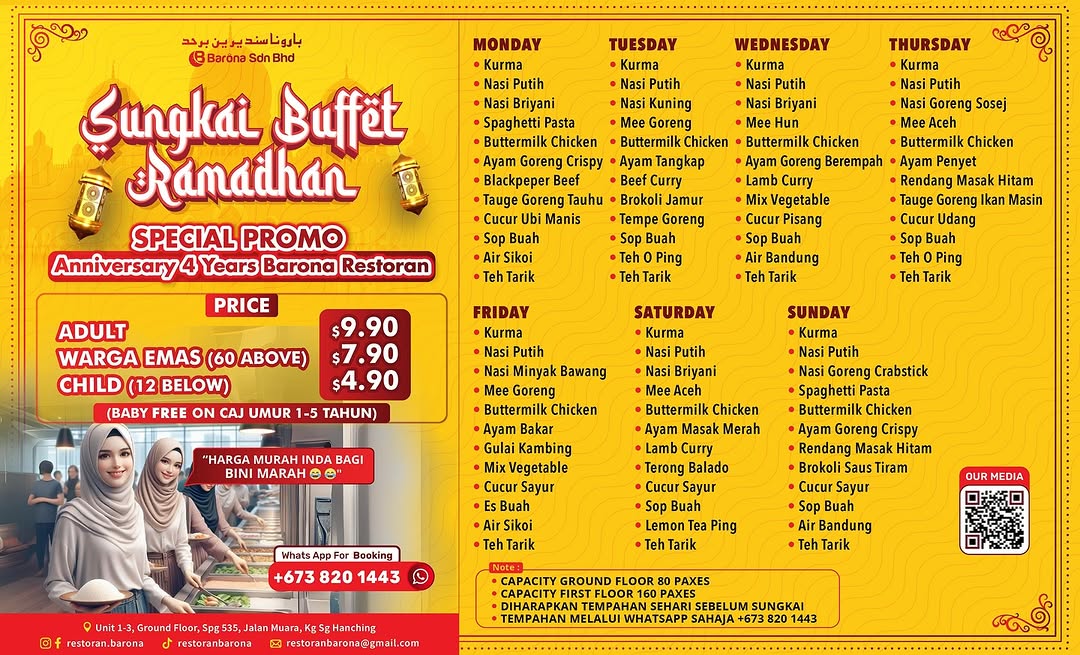 باروناسنديرين برحد
Barona Sdn Bhd
Sungkai Buffët
Ramadhan
SPECIAL PROMO
Anniversary 4 Years Barona Restoran
PRICE
ADULT $9.90
WARGA EMAS (60 ABOVE) $7.90
CHILD (12 BELOW) $4.90
(BABY FREE ON CAJ UMUR 1-5 TAHUN)
“HARGA MURAH INDA BAGI
BINI MARAH 😄😄"
Whats App For Booking
+673 820 1443
Unit 1-3, Ground Floor, Spg 535, Jalan Muara, Kg Sg Hanching
restoran.barona restoranbarona restoranbarona@gmail.com
MONDAY
• Kurma
• Nasi Putih
• Nasi Briyani
• Spaghetti Pasta
• Buttermilk Chicken
• Ayam Goreng Crispy
• Blackpeper Beef
• Tauge Goreng Tauhu
• Cucur Ubi Manis
• Sop Buah
• Air Sikoi
• Teh Tarik
TUESDAY
• Kurma
• Nasi Putih
• Nasi Kuning
• Mee Goreng
• Buttermilk Chicken
• Ayam Tangkap
• Beef Curry
• Brokoli Jamur
• Tempe Goreng
• Sop Buah
• Teh O Ping
• Teh Tarik
WEDNESDAY
• Kurma
• Nasi Putih
• Nasi Briyani
• Mee Hun
• Buttermilk Chicken
• Ayam Goreng Berempah
• Lamb Curry
• Mix Vegetable
• Cucur Pisang
• Sop Buah
• Air Bandung
• Teh Tarik
THURSDAY
• Kurma
• Nasi Putih
• Nasi Goreng Sosej
• Mee Aceh
• Buttermilk Chicken
• Ayam Penyet
• Rendang Masak Hitam
• Tauge Goreng Ikan Masin
• Cucur Udang
• Sop Buah
• Teh O Ping
• Teh Tarik
FRIDAY
• Kurma
• Nasi Putih
• Nasi Minyak Bawang
• Mee Goreng
• Buttermilk Chicken
• Ayam Bakar
• Gulai Kambing
• Mix Vegetable
• Cucur Sayur
• Es Buah
• Air Sikoi
• Teh Tarik
SATURDAY
• Kurma
• Nasi Putih
• Nasi Briyani
• Mee Aceh
• Buttermilk Chicken
• Ayam Masak Merah
• Lamb Curry
• Terong Balado
• Cucur Sayur
• Sop Buah
• Lemon Tea Ping
• Teh Tarik
SUNDAY
• Kurma
• Nasi Putih
• Nasi Goreng Crabstick
• Spaghetti Pasta
• Buttermilk Chicken
• Ayam Goreng Crispy
• Rendang Masak Hitam
• Brokoli Saus Tiram
• Cucur Sayur
• Sop Buah
• Air Bandung
• Teh Tarik
OUR MEDIA
Note :
• CAPACITY GROUND FLOOR 80 PAXES
• CAPACITY FIRST FLOOR 160 PAXES
• DIHARAPKAN TEMPAHAN SEHARI SEBELUM SUNGKAI
• TEMPAHAN MELALUI WHATSAPP SAHAJA +673 820 1443